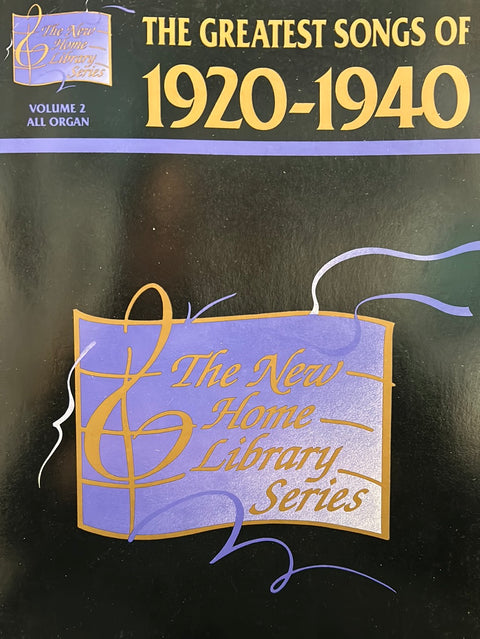 The New
Home
Library
Series
VOLUME 2
ALL ORGAN
THE GREATEST SONGS OF
1920-1940
The New
Home
Library
Series